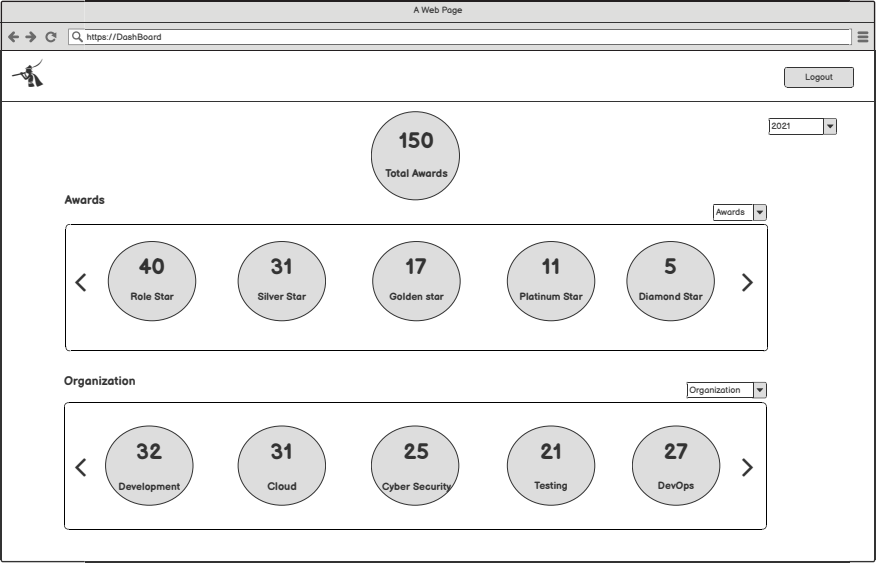 A Web Page
https://DashBoard
Logout
150
Total Awards
2021
Awards
Awards
40
Role Star
31
Silver Star
17
Golden star
11
Platinum Star
5
Diamond Star
Organization
Organization
32
Development
31
Cloud
25
Cyber Security
21
Testing
27
DevOps